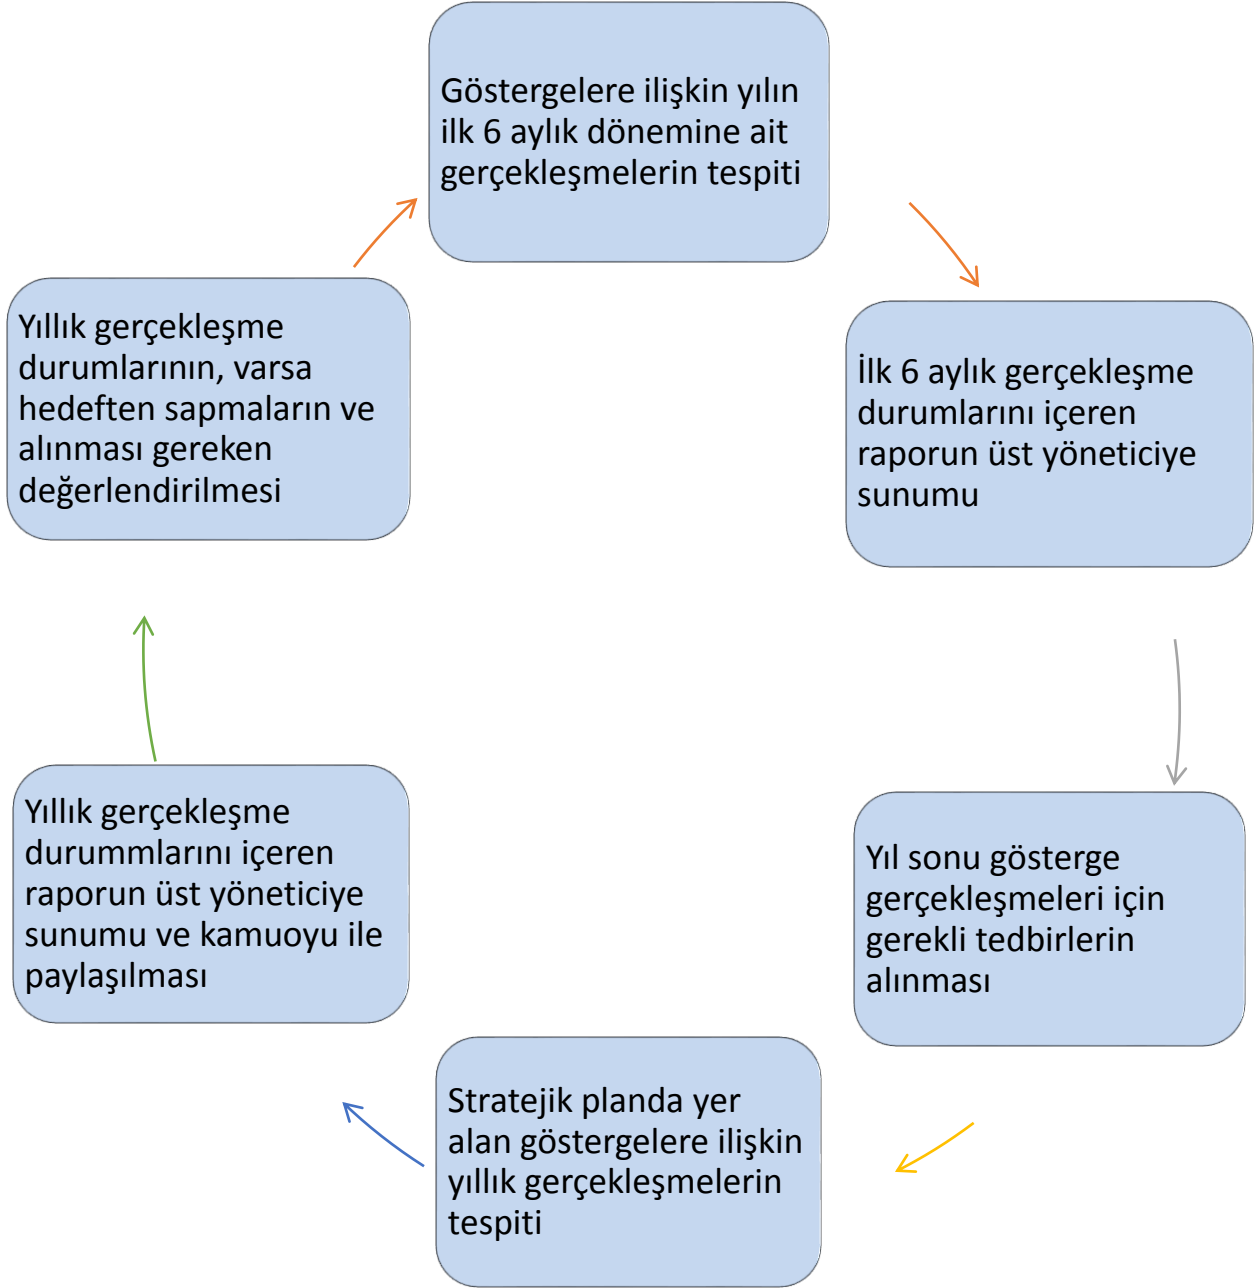 Göstergelere ilişkin yılın
ilk 6 aylık dönemine ait
gerçekleşmelerin tespiti
İlk 6 aylık gerçekleşme
durumlarını içeren
raporun üst yöneticiye
sunumu
Yıl sonu gösterge
gerçekleşmeleri için
gerekli tedbirlerin
alınması
Stratejik planda yer
alan göstergelere ilişkin
yıllık gerçekleşmelerin
tespiti
Yıllık gerçekleşme
durummlarını içeren
raporun üst yöneticiye
sunumu ve kamuoyu ile
paylaşılması
Yıllık gerçekleşme
durumlarının, varsa
hedeften sapmaların ve
alınması gereken
değerlendirilmesi